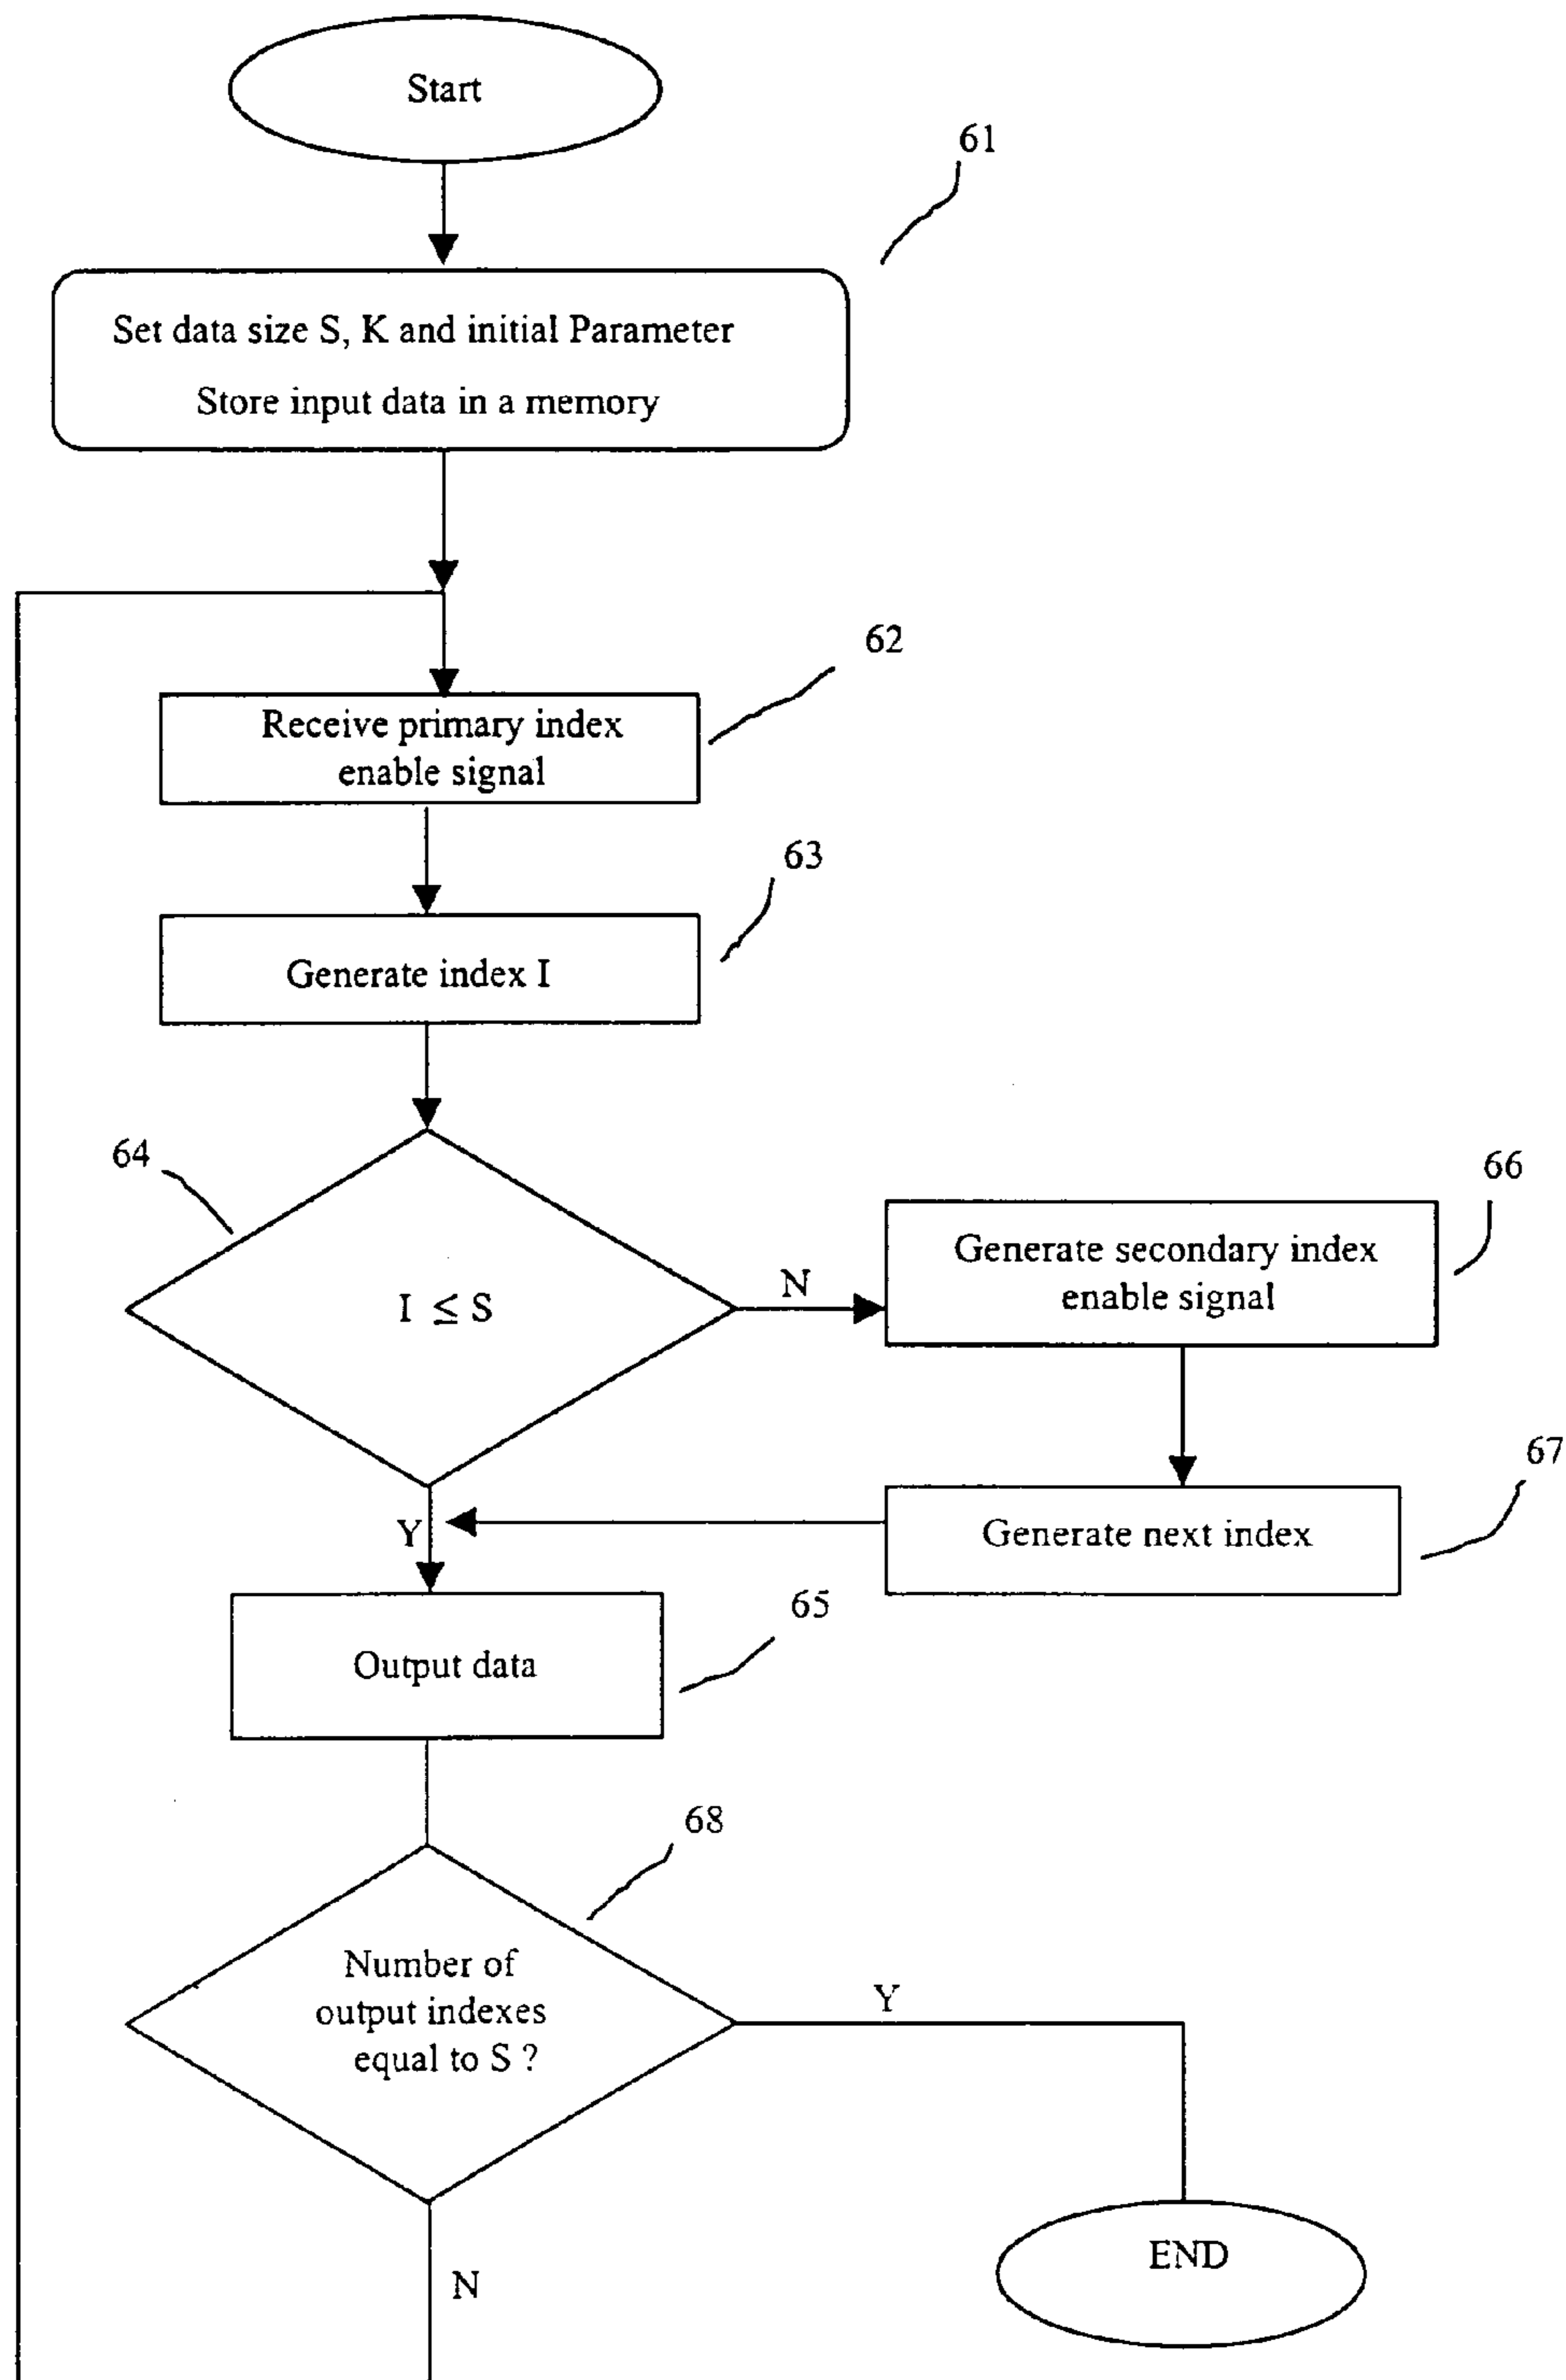 Start
61
Set data size S, K and initial Parameter
Store input data in a memory
62
Receive primary index
enable signal
63
Generate index I
64
I ≤ S
N
66
Generate secondary index
enable signal
67
Generate next index
Y
65
Output data
68
Number of
output indexes
equal to S ?
Y
END
N